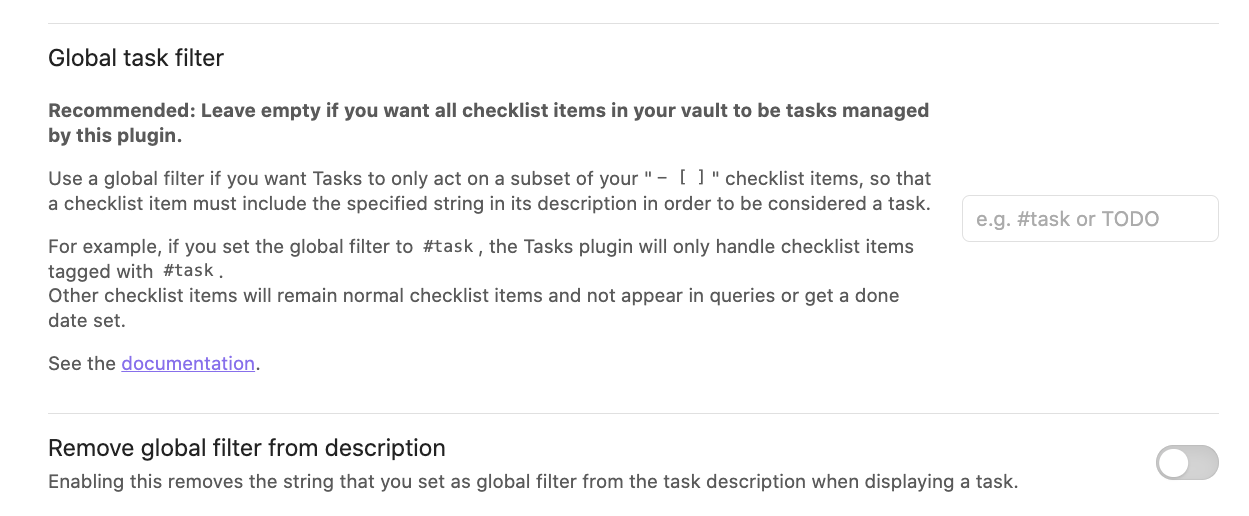 Global task filter
Recommended: Leave empty if you want all checklist items in your vault to be tasks managed
by this plugin.
Use a global filter if you want Tasks to only act on a subset of your "- [ ]" checklist items, so that
a checklist item must include the specified string in its description in order to be considered a task.
e.g. #task or TODO
For example, if you set the global filter to #task, the Tasks plugin will only handle checklist items
tagged with #task.
Other checklist items will remain normal checklist items and not appear in queries or get a done
date set.
See the documentation.
Remove global filter from description
Enabling this removes the string that you set as global filter from the task description when displaying a task.